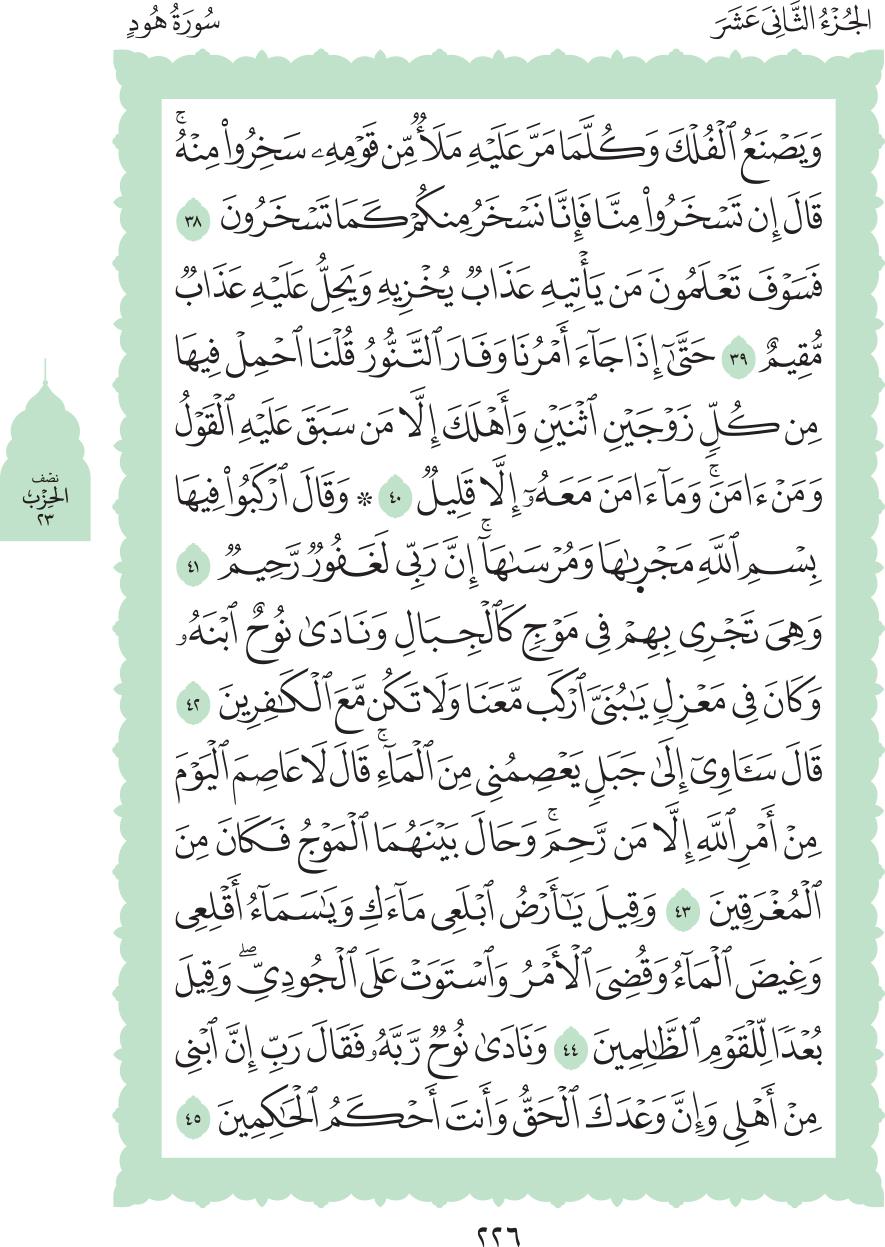 الجُزْءُ الثَّانِيَ عَشَرَ
سُورَةُ هُودٍ
وَيَصْنَعُ ٱلْفُلْكَ وَكُلَّمَا مَرَّ عَلَيْهِ مَلَأٌ مِّن قَوْمِهِۦ سَخِرُوا۟ مِنْهُ ۚ
قَالَ إِن تَسْخَرُوا۟ مِنَّا فَإِنَّا نَسْخَرُ مِنكُمْ كَمَا تَسْخَرُونَ ٣٨
فَسَوْفَ تَعْلَمُونَ مَن يَأْتِيهِ عَذَابٌ يُخْزِيهِ وَيَحِلُّ عَلَيْهِ عَذَابٌ
مُّقِيمٌ ٣٩ حَتَّىٰٓ إِذَا جَآءَ أَمْرُنَا وَفَارَ ٱلتَّنُّورُ قُلْنَا ٱحْمِلْ فِيهَا
مِن كُلٍّ زَوْجَيْنِ ٱثْنَيْنِ وَأَهْلَكَ إِلَّا مَن سَبَقَ عَلَيْهِ ٱلْقَوْلُ
وَمَنْ ءَامَنَ ۚ وَمَآ ءَامَنَ مَعَهُۥٓ إِلَّا قَلِيلٌ ٤٠ ۞ وَقَالَ ٱرْكَبُوا۟ فِيهَا
بِسْمِ ٱللَّهِ مَجْر۪ىٰهَا وَمُرْسَىٰهَآ ۚ إِنَّ رَبِّى لَغَفُورٌ رَّحِيمٌ ٤١
وَهِىَ تَجْرِى بِهِمْ فِى مَوْجٍ كَٱلْجِبَالِ وَنَادَىٰ نُوحٌ ٱبْنَهُۥ
وَكَانَ فِى مَعْزِلٍ يَٰبُنَىَّ ٱرْكَب مَّعَنَا وَلَا تَكُن مَّعَ ٱلْكَٰفِرِينَ ٤٢
قَالَ سَـَٔاوِىٓ إِلَىٰ جَبَلٍ يَعْصِمُنِى مِنَ ٱلْمَآءِ ۚ قَالَ لَا عَاصِمَ ٱلْيَوْمَ
مِنْ أَمْرِ ٱللَّهِ إِلَّا مَن رَّحِمَ ۚ وَحَالَ بَيْنَهُمَا ٱلْمَوْجُ فَكَانَ مِنَ
ٱلْمُغْرَقِينَ ٤٣ وَقِيلَ يَٰٓأَرْضُ ٱبْلَعِى مَآءَكِ وَيَٰسَمَآءُ أَقْلِعِى
وَغِيضَ ٱلْمَآءُ وَقُضِىَ ٱلْأَمْرُ وَٱسْتَوَتْ عَلَى ٱلْجُودِىِّ ۖ وَقِيلَ
بُعْدًا لِّلْقَوْمِ ٱلظَّٰلِمِينَ ٤٤ وَنَادَىٰ نُوحٌ رَّبَّهُۥ فَقَالَ رَبِّ إِنَّ ٱبْنِى
مِنْ أَهْلِى وَإِنَّ وَعْدَكَ ٱلْحَقُّ وَأَنتَ أَحْكَمُ ٱلْحَٰكِمِينَ ٤٥
نصْف
الحِزْب
٢٣
٢٢٦